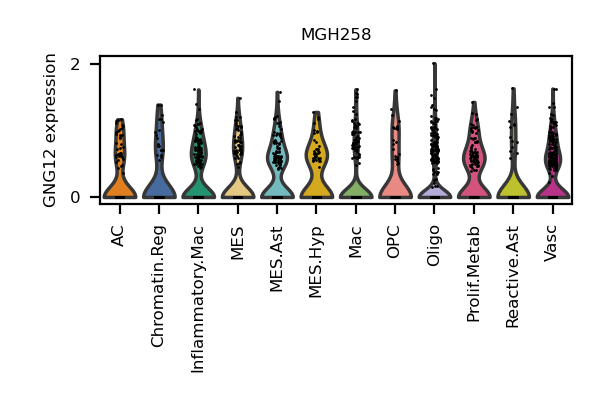 MGH258
GNG12 expression
2
0
AC
Chromatin.Reg
Inflammatory.Mac
MES
MES.Ast
MES.Hyp
Mac
OPC
Oligo
Prolif.Metab
Reactive.Ast
Vasc